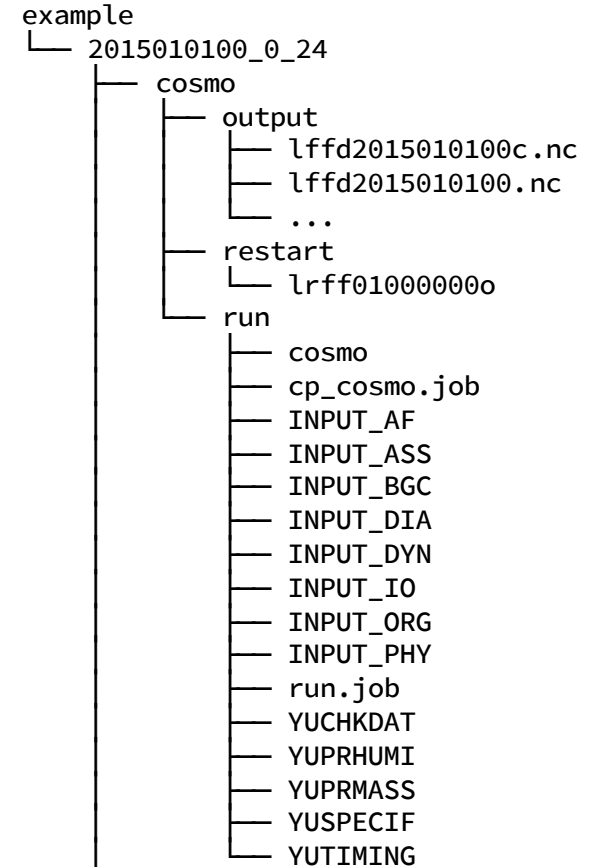 example
2015010100_0_24
cosmo
output
lffd2015010100c.nc
lffd2015010100.nc
...
restart
lrff01000000o
run
cosmo
cp_cosmo.job
INPUT_AF
INPUT_ASS
INPUT_BGC
INPUT_DIA
INPUT_DYN
INPUT_IO
INPUT_ORG
INPUT_PHY
run.job
YUCHKDAT
YUPRHUMI
YUPRMASS
YUSPECIF
YUTIMING